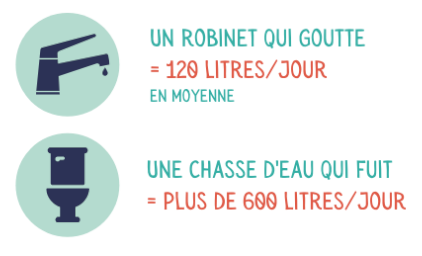 UN ROBINET QUI GOUTTE
= 120 LITRES/JOUR
EN MOYENNE
UNE CHASSE D'EAU QUI FUIT
= PLUS DE 600 LITRES/JOUR